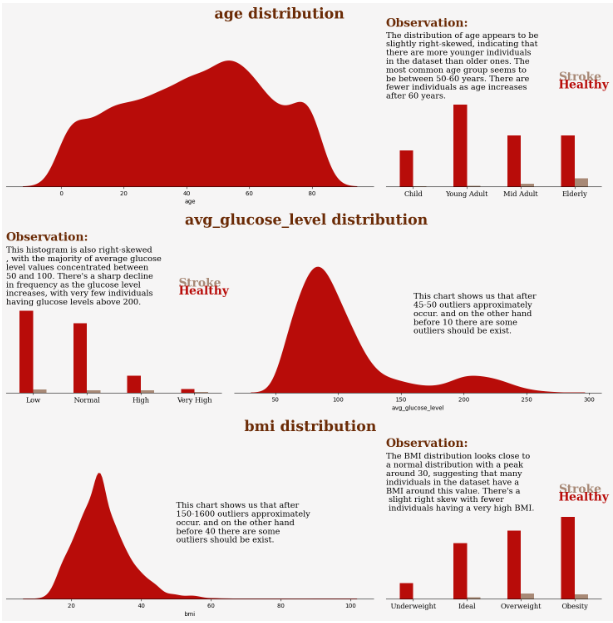 age distribution
Observation:
The distribution of age appears to be
slightly right-skewed, indicating that
there are more younger individuals
in the dataset than older ones. The
most common age group seems to
be between 50-60 years. There are
fewer individuals as age increases
after 60 years.
Stroke
Healthy
0 20 40 60 80
age
Child Young Adult Mid Adult Elderly
avg_glucose_level distribution
Observation:
This histogram is also right-skewed
, with the majority of average glucose
level values concentrated between
50 and 100. There's a sharp decline
in frequency as the glucose level
increases, with very few individuals
having glucose levels above 200.
Stroke
Healthy
Low Normal High Very High
This chart shows us that after
45-50 outliers approximately
occur. and on the other hand
before 10 there are some
outliers should be exist.
50 100 150 200 250 300
avg_glucose_level
bmi distribution
This chart shows us that after
150-1600 outliers approximately
occur. and on the other hand
before 40 there are some
outliers should be exist.
20 40 60 80 100
bmi
Observation:
The BMI distribution looks close to
a normal distribution with a peak
around 30, suggesting that many
individuals in the dataset have a
BMI around this value. There's a
slight right skew with fewer
individuals having a very high BMI.
Stroke
Healthy
Underweight Ideal Overweight Obesity